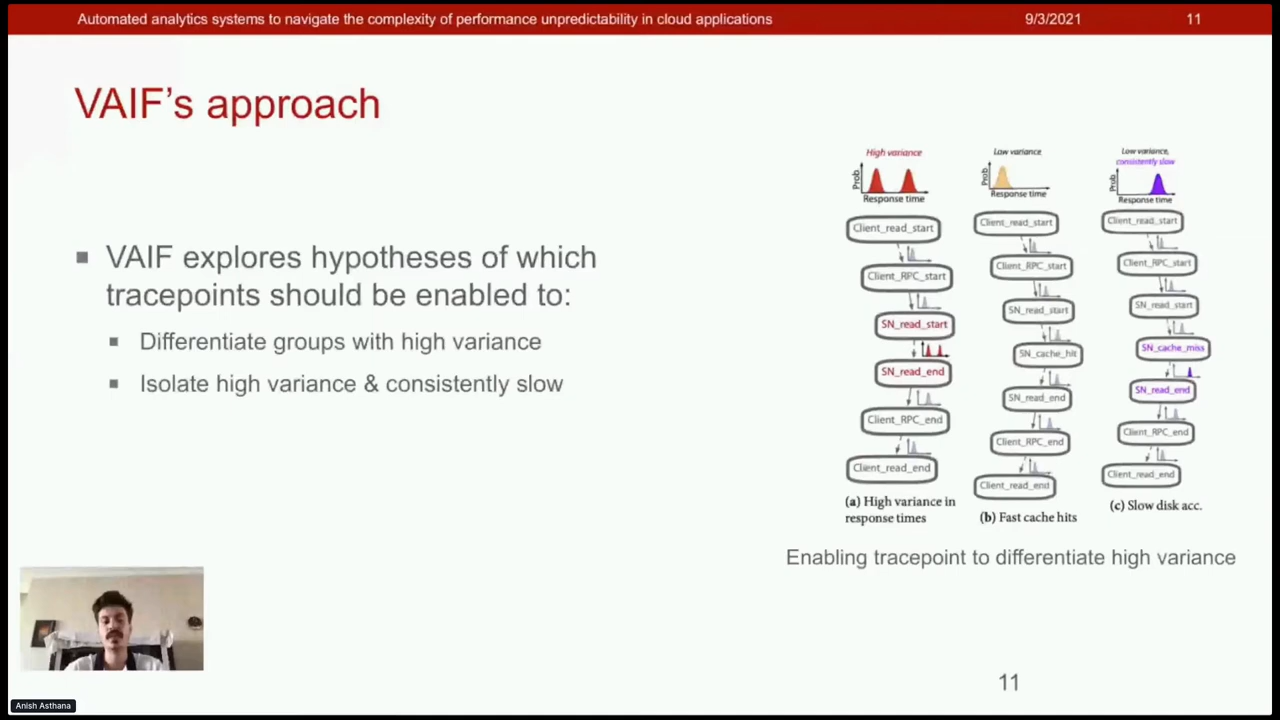 Automated analytics systems to navigate the complexity of performance unpredictability in cloud applications 9/3/2021 11
VAIF's approach
VAIF explores hypotheses of which
tracepoints should be enabled to:
Differentiate groups with high variance
Isolate high variance & consistently slow
High variance
Prob.
Response time
Client_read_start
Client_RPC_start
SN_read_start
SN_read_end
Client_RPC_end
Client_read_end
(a) High variance in
response times
Low variance
Prob.
Response time
Client_read_start
Client_RPC_start
SN_read_start
SN_cache_hit
SN_read_end
Client_RPC_end
Client_read_end
(b) Fast cache hits
Low variance,
consistently slow
Prob.
Response time
Client_read_start
Client_RPC_start
SN_read_start
SN_cache_miss
SN_read_end
Client_RPC_end
Client_read_end
(c) Slow disk acc.
Enabling tracepoint to differentiate high variance
11
Anish Asthana